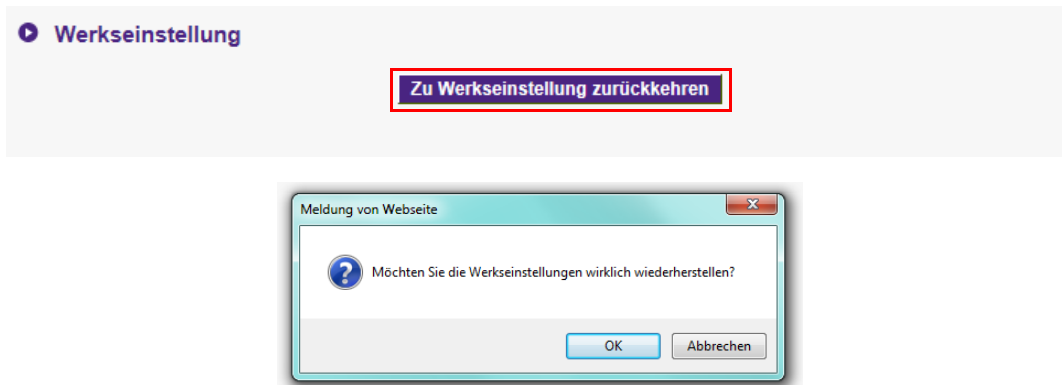 Werkseinstellung
Zu Werkseinstellung zurückkehren
Meldung von Webseite
Möchten Sie die Werkseinstellungen wirklich wiederherstellen?
OK
Abbrechen